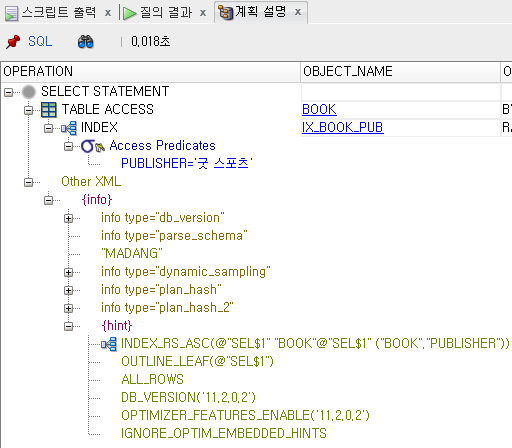 스크립트 출력 x 질의 결과 x 계획 설명 x
SQL | 0,018초
OPERATION OBJECT_NAME O
SELECT STATEMENT
TABLE ACCESS BOOK B
INDEX IX_BOOK_PUB RA
Access Predicates
PUBLISHER='굿 스포츠'
Other XML
{info}
info type="db_version"
info type="parse_schema"
"MADANG"
info type="dynamic_sampling"
info type="plan_hash"
info type="plan_hash_2"
{hint}
INDEX_RS_ASC(@"SEL$1" "BOOK"@"SEL$1" ("BOOK","PUBLISHER"))
OUTLINE_LEAF(@"SEL$1")
ALL_ROWS
DB_VERSION('11,2,0,2')
OPTIMIZER_FEATURES_ENABLE('11,2,0,2')
IGNORE_OPTIM_EMBEDDED_HINTS